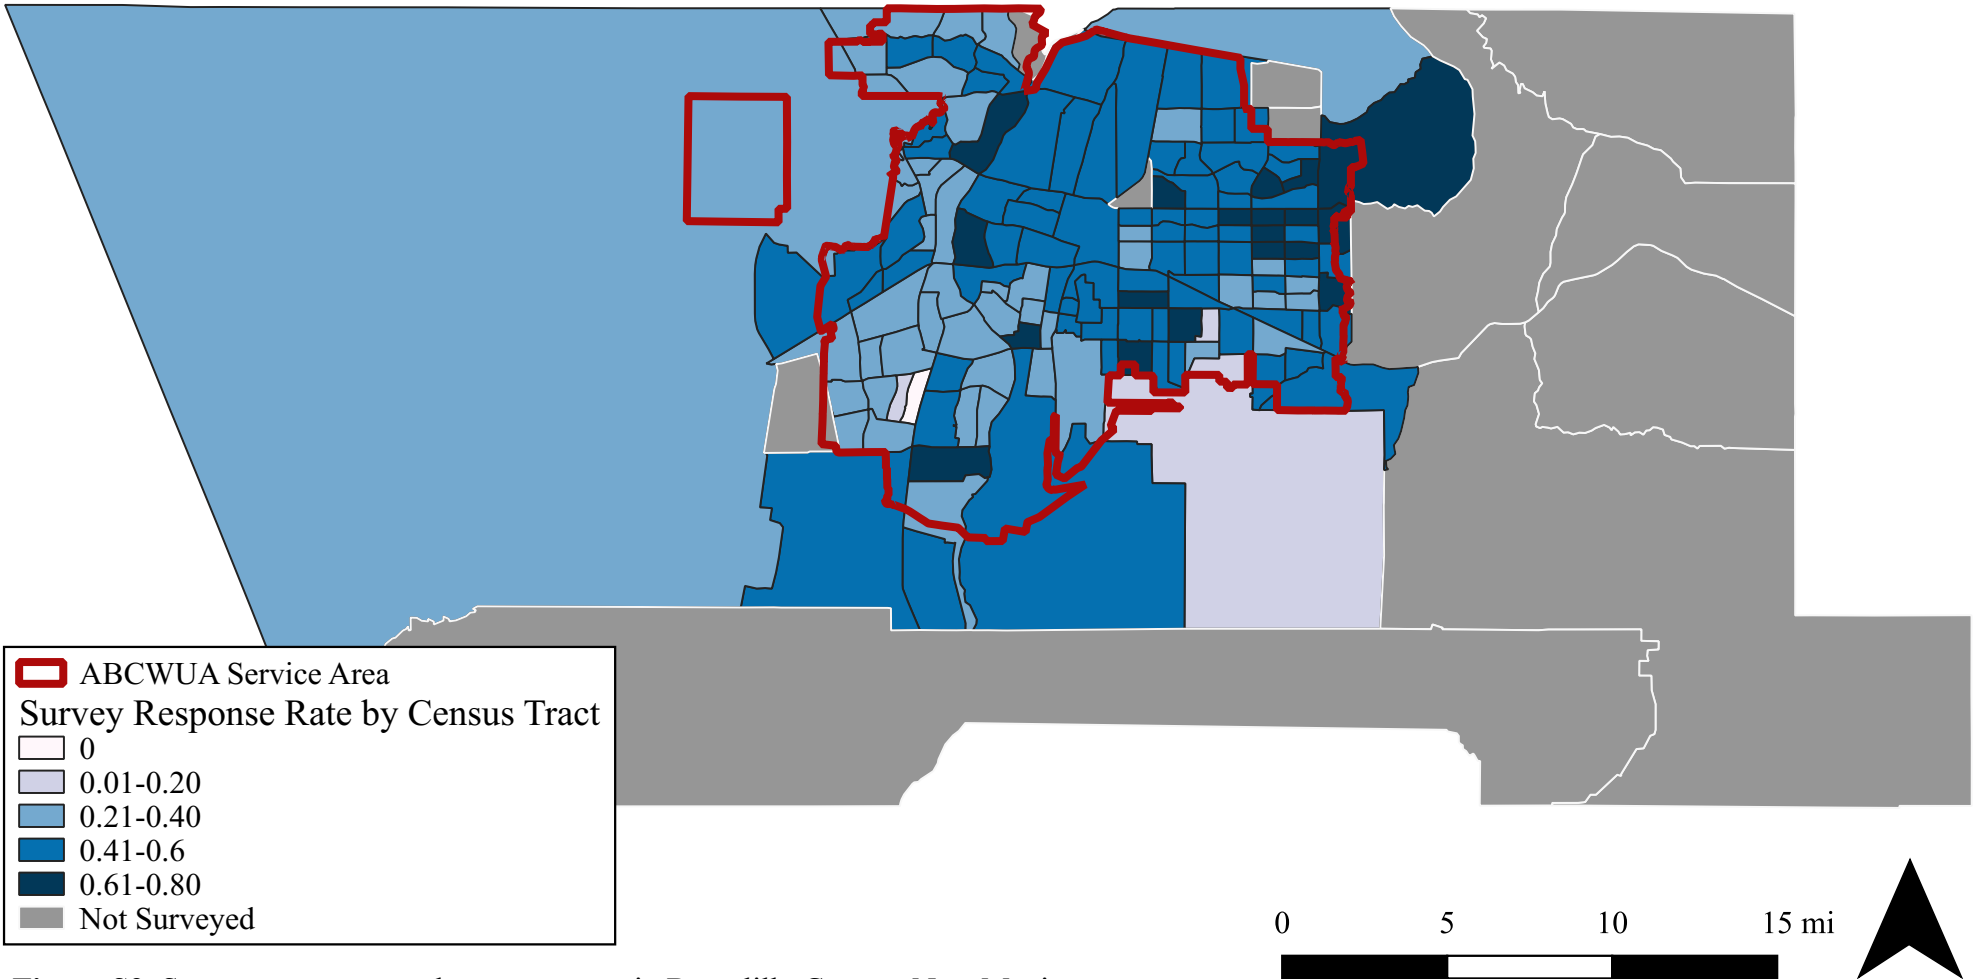 ABCWUA Service Area
Survey Response Rate by Census Tract
0
0.01-0.20
0.21-0.40
0.41-0.6
0.61-0.80
Not Surveyed
0 5 10 15 mi